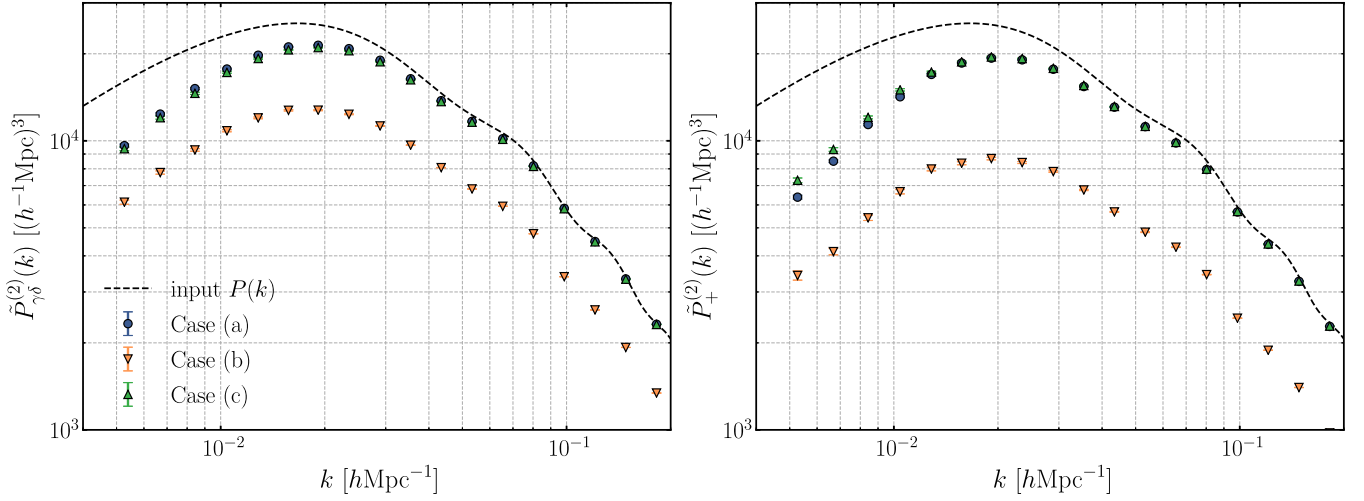 10⁴
10³
P̃γδ⁽²⁾(k) [(h⁻¹Mpc)³]
input P(k)
Case (a)
Case (b)
Case (c)
10⁻²
10⁻¹
k [hMpc⁻¹]
10⁴
10³
P̃₊⁽²⁾(k) [(h⁻¹Mpc)³]
10⁻²
10⁻¹
k [hMpc⁻¹]